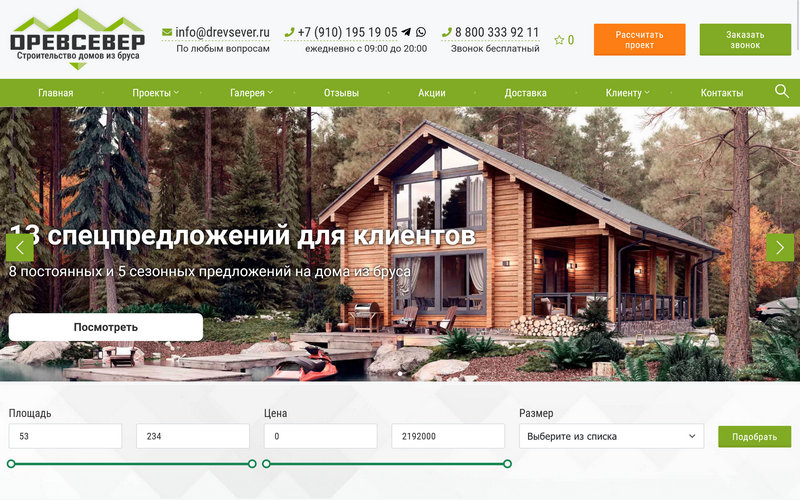 ДРЕВСЕВЕР
Строительство домов из бруса
info@drevsever.ru
По любым вопросам
+7 (910) 195 19 05
ежедневно с 09:00 до 20:00
8 800 333 92 11
Звонок бесплатный
0
Рассчитать проект
Заказать звонок
Главная
Проекты
Галерея
Отзывы
Акции
Доставка
Клиенту
Контакты
13 спецпредложений для клиентов
8 постоянных и 5 сезонных предложений на дома из бруса
Посмотреть
Площадь
Цена
Размер
53
234
0
2192000
Выберите из списка
Подобрать